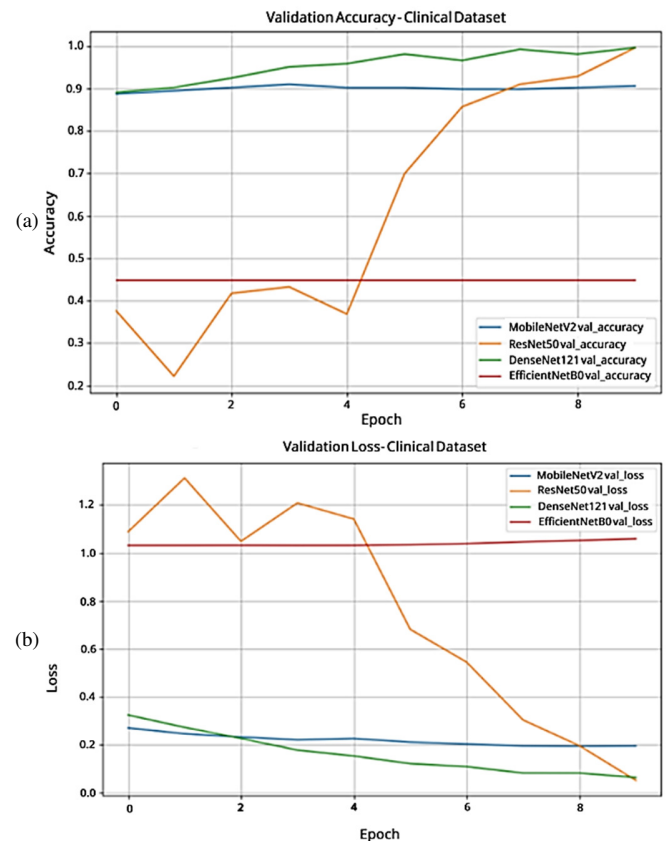 Validation Accuracy - Clinical Dataset
(a)
Accuracy
1.0
0.9
0.8
0.7
0.6
0.5
0.4
0.3
0.2
MobileNetV2 val_accuracy
ResNet50 val_accuracy
DenseNet121 val_accuracy
EfficientNetB0 val_accuracy
0 2 4 6 8
Epoch
Validation Loss- Clinical Dataset
(b)
Loss
1.2
1.0
0.8
0.6
0.4
0.2
0.0
MobileNetV2 val_loss
ResNet50 val_loss
DenseNet121 val_loss
EfficientNetB0 val_loss
0 2 4 6 8
Epoch